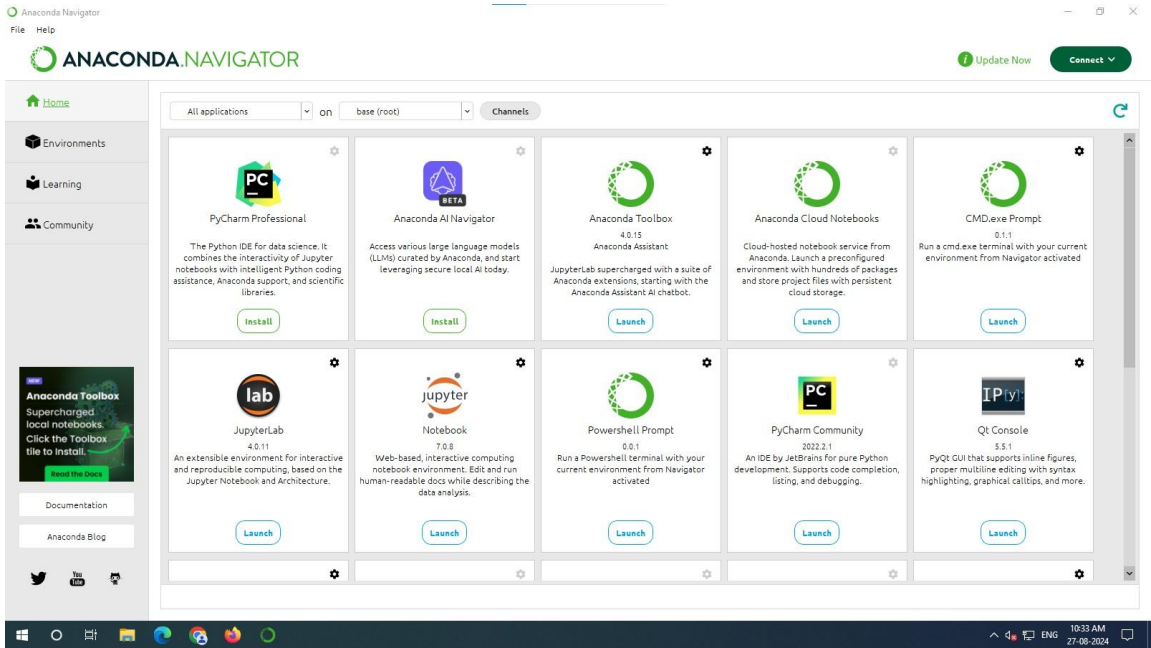 Anaconda Navigator
File Help
ANACONDA.NAVIGATOR
Update Now
Connect
Home
Environments
Learning
Community
All applications
on
base (root)
Channels
PC
PyCharm Professional
The Python IDE for data science. It
combines the interactivity of Jupyter
notebooks with intelligent Python coding
assistance, Anaconda support, and scientific
libraries.
Install
BETA
Anaconda AI Navigator
Access various large language models
(LLMs) curated by Anaconda, and start
leveraging secure local AI today.
Install
Anaconda Toolbox
4.0.15
Anaconda Assistant
JupyterLab supercharged with a suite of
Anaconda extensions, starting with the
Anaconda Assistant AI chatbot.
Launch
Anaconda Cloud Notebooks
Cloud-hosted notebook service from
Anaconda. Launch a preconfigured
environment with hundreds of packages
and store project files with persistent
cloud storage.
Launch
CMD.exe Prompt
0.1.1
Run a cmd.exe terminal with your current
environment from Navigator activated
Launch
lab
JupyterLab
4.0.11
An extensible environment for interactive
and reproducible computing, based on the
Jupyter Notebook and Architecture.
Launch
jupyter
Notebook
7.0.8
Web-based, interactive computing
notebook environment. Edit and run
human-readable docs while describing the
data analysis.
Launch
Powershell Prompt
0.0.1
Run a Powershell terminal with your
current environment from Navigator
activated
Launch
PC
PyCharm Community
2022.2.1
An IDE by JetBrains for pure Python
development. Supports code completion,
listing, and debugging.
Launch
IP[y]:
Qt Console
5.5.1
PyQt GUI that supports inline figures,
proper multiline editing with syntax
highlighting, graphical calltips, and more.
Launch
NEW
Anaconda Toolbox
Supercharged
local notebooks.
Click the Toolbox
tile to Install.
Read the Docs
Documentation
Anaconda Blog
You
Tube
ENG
10:33 AM
27-08-2024